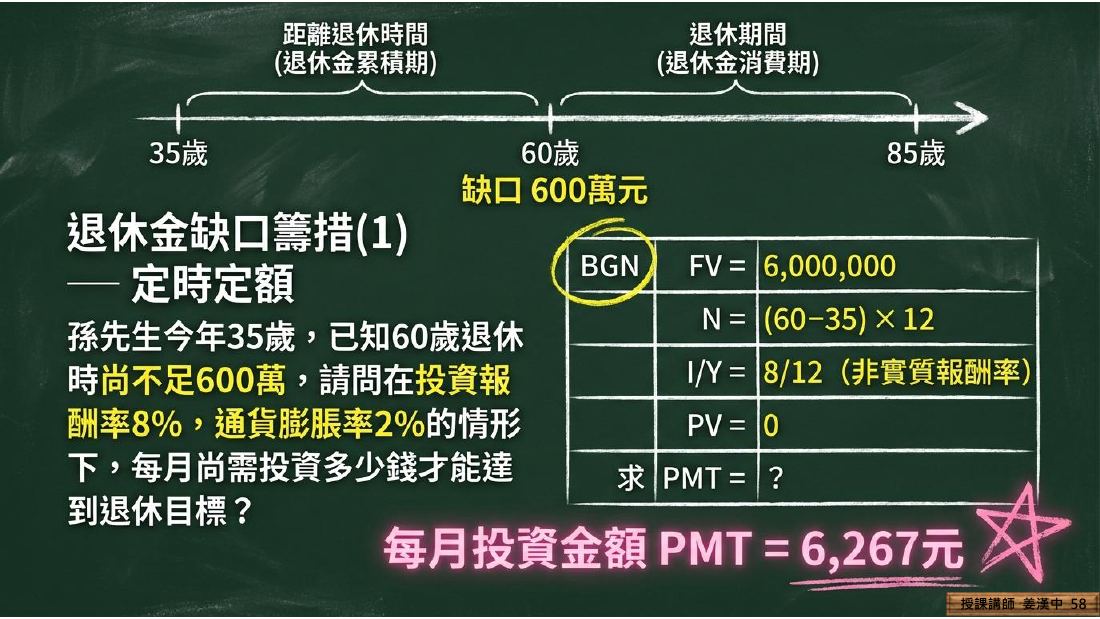 距離退休時間
(退休金累積期)
退休期間
(退休金消費期)
35歲
60歲
85歲
缺口 600萬元
退休金缺口籌措(1)
── 定時定額
孫先生今年35歲，已知60歲退休
時尚不足600萬，請問在投資報
酬率8%，通貨膨脹率2%的情形
下，每月尚需投資多少錢才能達
到退休目標？
BGN FV = 6,000,000
N = (60−35) × 12
I/Y = 8/12（非實質報酬率）
PV = 0
求 PMT = ？
每月投資金額 PMT = 6,267元
授課講師 姜漢中 58